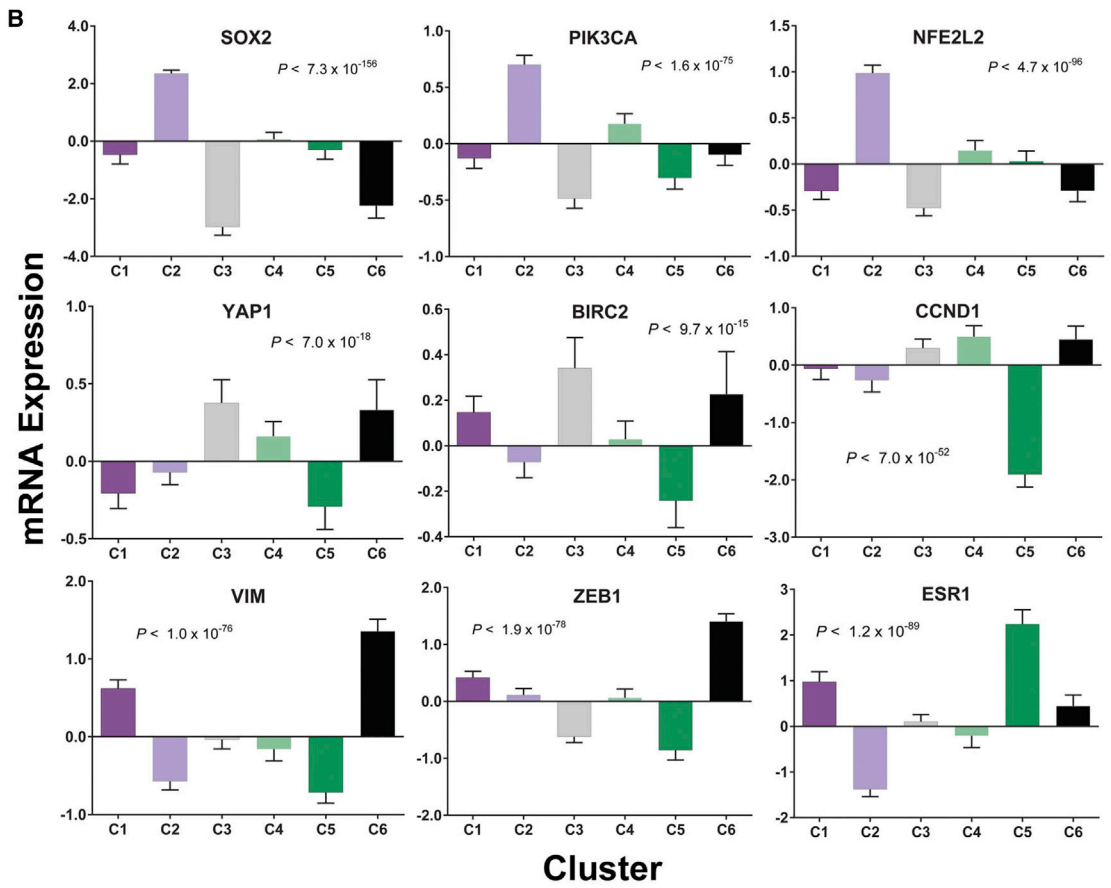 B
mRNA Expression
SOX2
P < 7.3 x 10-156
4.0
2.0
0.0
-2.0
-4.0
C1 C2 C3 C4 C5 C6
PIK3CA
P < 1.6 x 10-75
1.0
0.5
0.0
-0.5
-1.0
C1 C2 C3 C4 C5 C6
NFE2L2
P < 4.7 x 10-96
1.5
1.0
0.5
0.0
-0.5
-1.0
C1 C2 C3 C4 C5 C6
YAP1
P < 7.0 x 10-18
1.0
0.5
0.0
-0.5
C1 C2 C3 C4 C5 C6
BIRC2
P < 9.7 x 10-15
0.6
0.4
0.2
0.0
-0.2
-0.4
C1 C2 C3 C4 C5 C6
CCND1
P < 7.0 x 10-52
1.0
0.0
-1.0
-2.0
-3.0
C1 C2 C3 C4 C5 C6
VIM
P < 1.0 x 10-76
2.0
1.0
0.0
-1.0
C1 C2 C3 C4 C5 C6
ZEB1
P < 1.9 x 10-78
2.0
1.0
0.0
-1.0
-2.0
C1 C2 C3 C4 C5 C6
ESR1
P < 1.2 x 10-89
3
2
1
0
-1
-2
C1 C2 C3 C4 C5 C6
Cluster